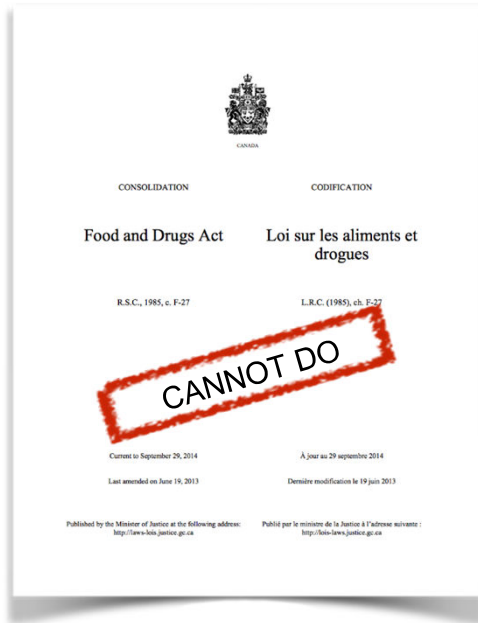 CANADA
CONSOLIDATION
CODIFICATION
Food and Drugs Act
Loi sur les aliments et
drogues
R.S.C., 1985, c. F-27
L.R.C. (1985), ch. F-27
CANNOT DO
Current to September 29, 2014
À jour au 29 septembre 2014
Last amended on June 19, 2013
Dernière modification le 19 juin 2013
Published by the Minister of Justice at the following address:
http://laws-lois.justice.gc.ca
Publié par le ministre de la Justice à l'adresse suivante :
http://lois-laws.justice.gc.ca